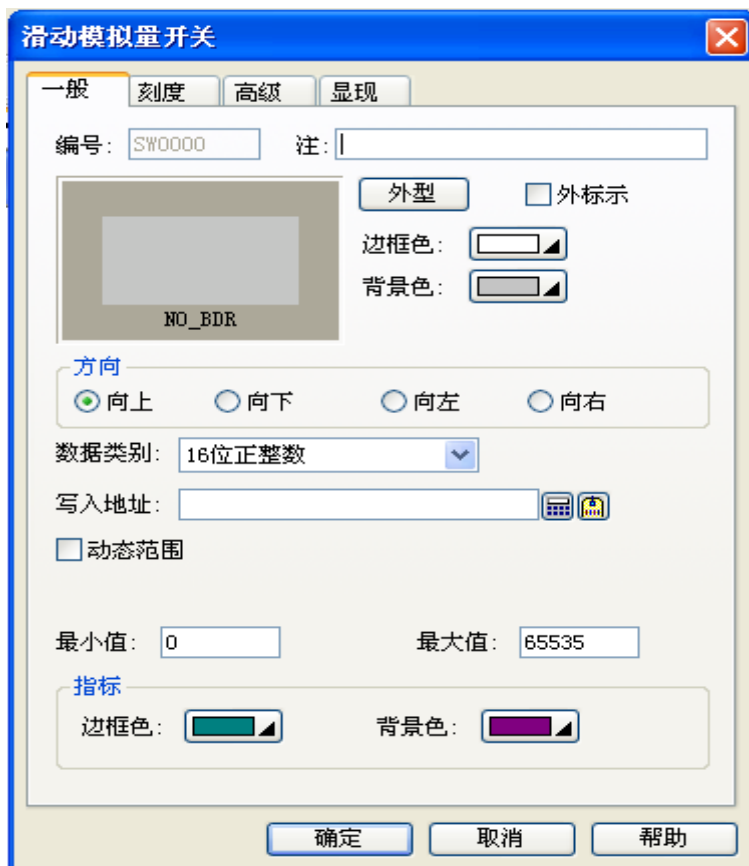 滑动模拟量开关
一般 刻度 高级 显现
编号: SW0000 注:
外型 外标示
边框色:
背景色:
NO_BDR
方向
向上 向下 向左 向右
数据类别: 16位正整数
写入地址:
动态范围
最小值: 0 最大值: 65535
指标
边框色: 背景色:
确定 取消 帮助